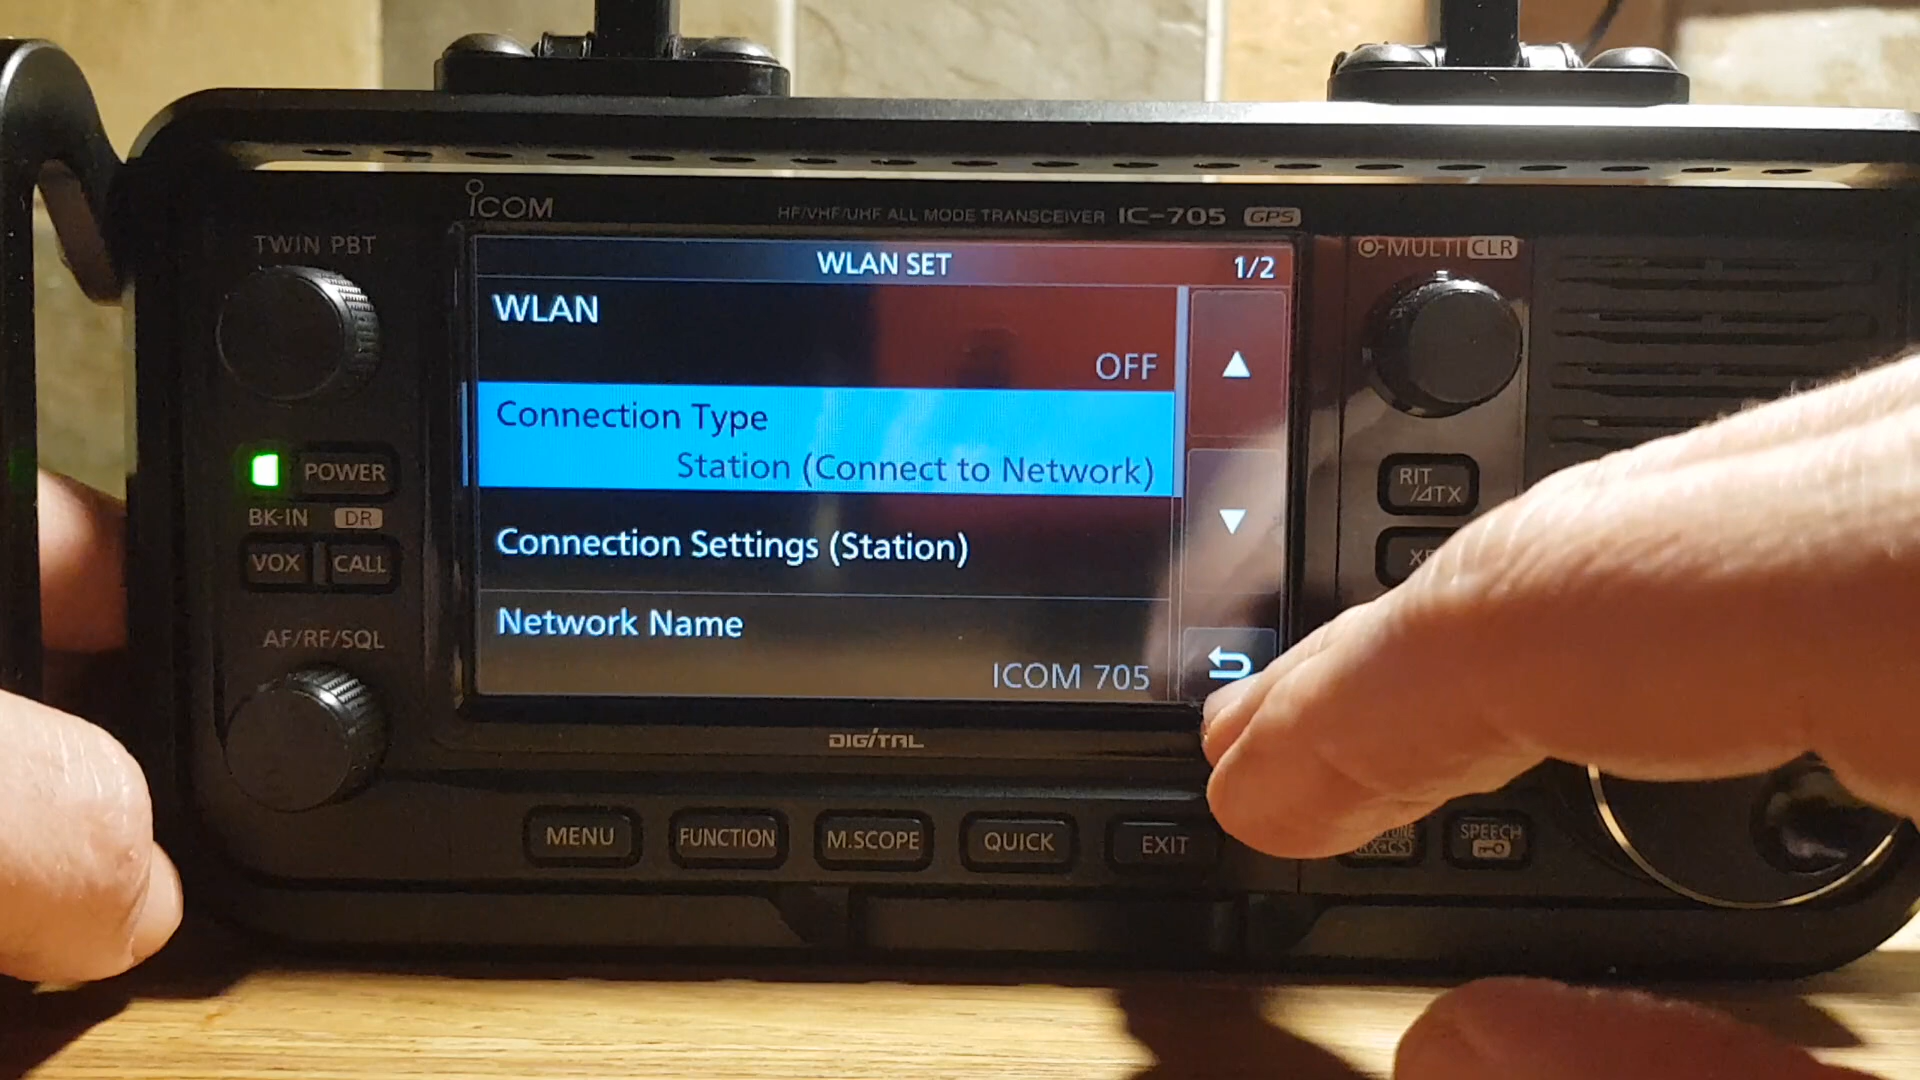 ICOM
HF/VHF/UHF ALL MODE TRANSCEIVER IC-705 GPS
TWIN PBT
MULTI CLR
WLAN SET 1/2
WLAN
OFF
Connection Type
Station (Connect to Network)
Connection Settings (Station)
Network Name
ICOM 705
POWER
BK-IN DR
VOX CALL
AF/RF/SQL
RIT
/⊿TX
DIGITAL
MENU FUNCTION M.SCOPE QUICK EXIT SPEECH